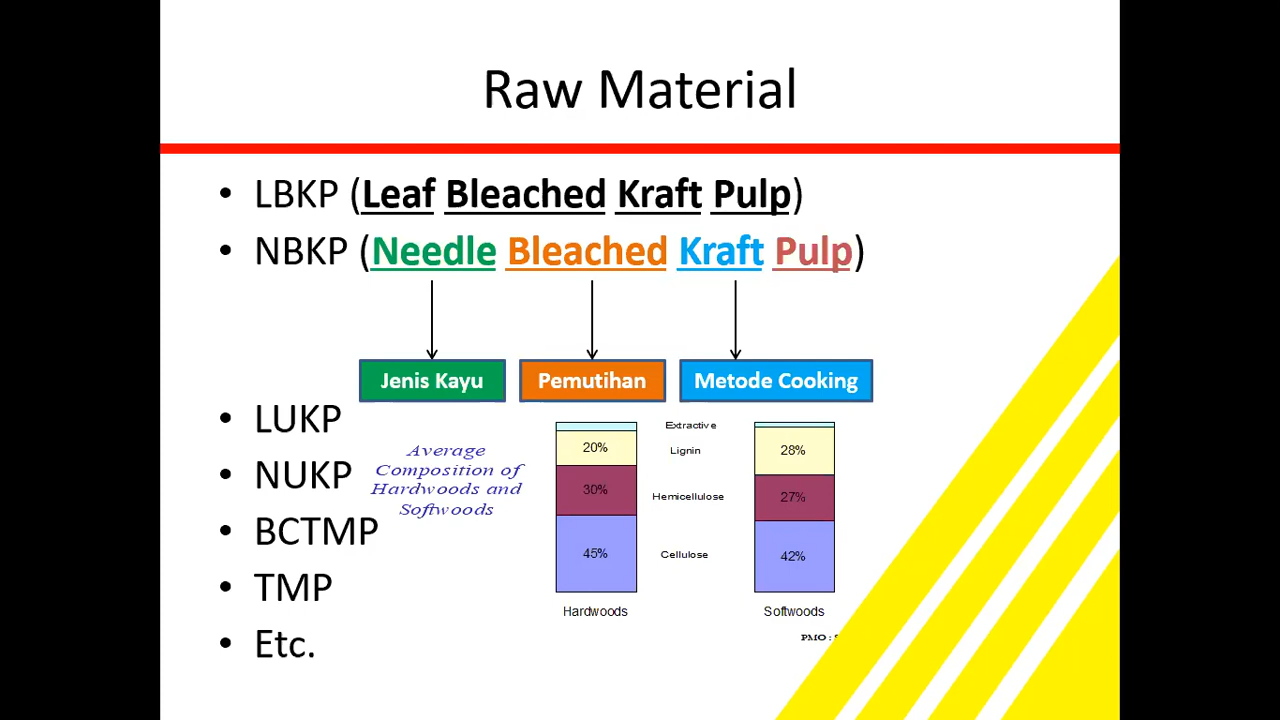 Raw Material
• LBKP (Leaf Bleached Kraft Pulp)
• NBKP (Needle Bleached Kraft Pulp)
Jenis Kayu
Pemutihan
Metode Cooking
• LUKP
• NUKP
• BCTMP
• TMP
• Etc.
Average
Composition of
Hardwoods and
Softwoods
20%
30%
45%
Hardwoods
Extractive
Lignin
Hemicellulose
Cellulose
28%
27%
42%
Softwoods
PMO :